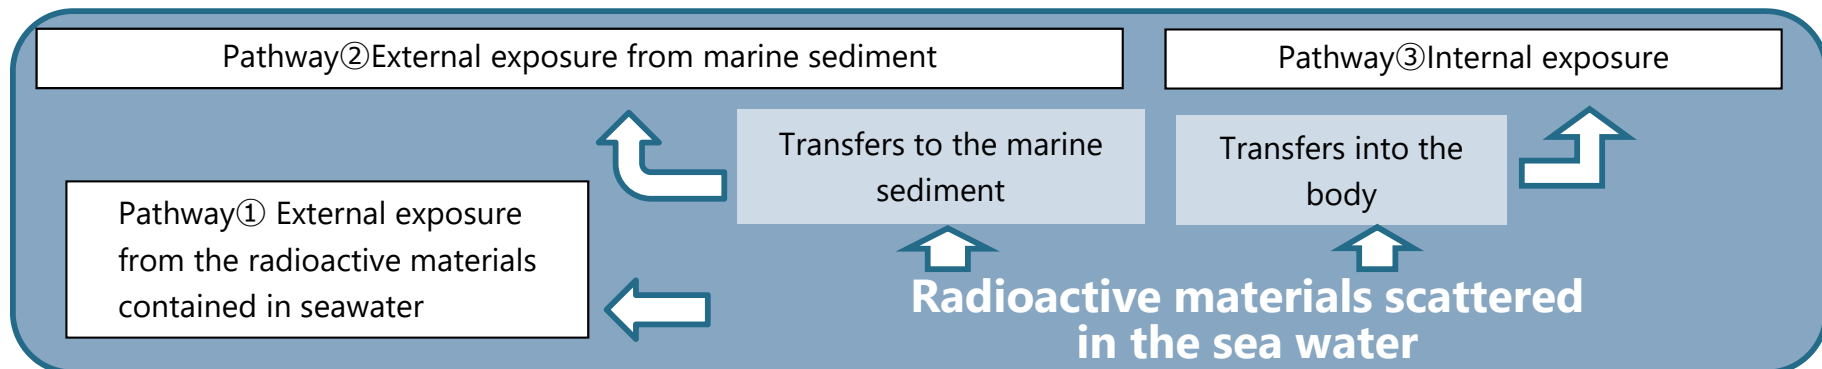 Pathway②External exposure from marine sediment
Pathway③Internal exposure
Transfers to the marine
sediment
Transfers into the
body
Pathway① External exposure
from the radioactive materials
contained in seawater
Radioactive materials scattered
in the sea water